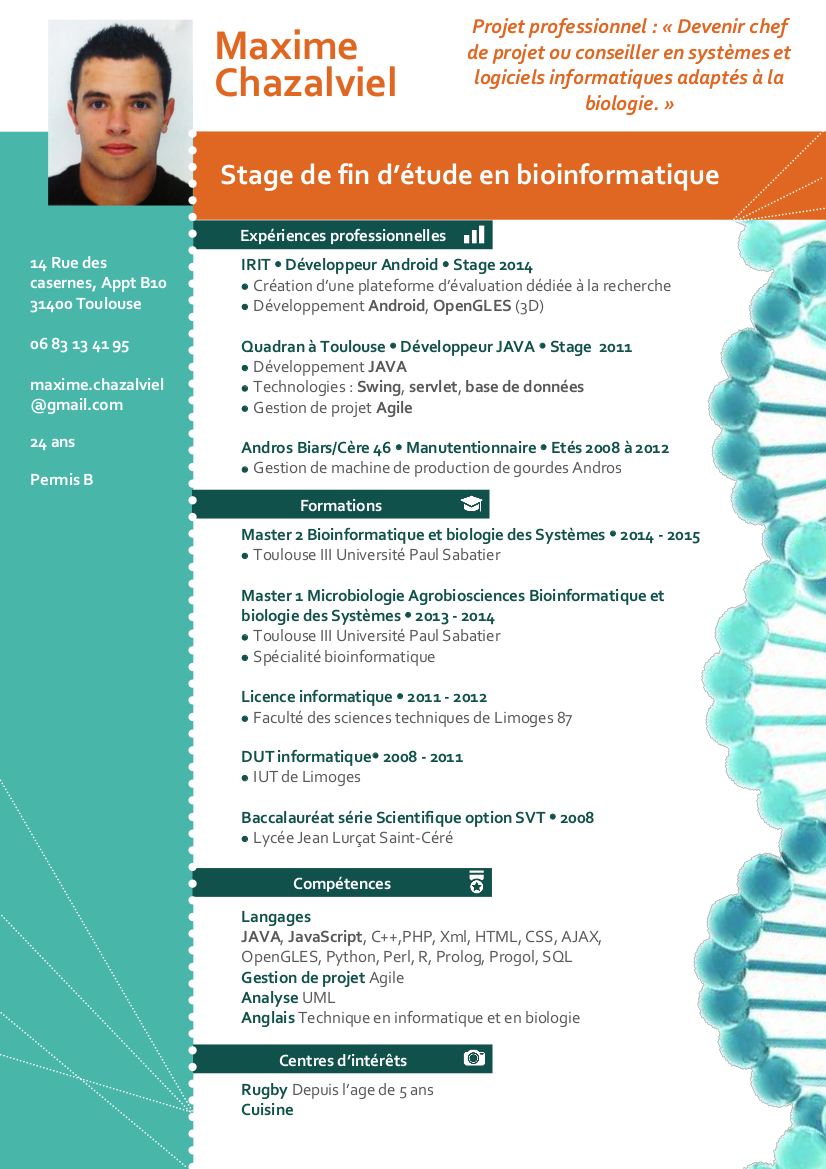 Maxime
Chazalviel
Projet professionnel : « Devenir chef
de projet ou conseiller en systèmes et
logiciels informatiques adaptés à la
biologie. »
Stage de fin d’étude en bioinformatique
14 Rue des
casernes, Appt B10
31400 Toulouse
06 83 13 41 95
maxime.chazalviel
@gmail.com
24 ans
Permis B
Expériences professionnelles
IRIT • Développeur Android • Stage 2014
• Création d’une plateforme d’évaluation dédiée à la recherche
• Développement Android, OpenGLES (3D)
Quadran à Toulouse • Développeur JAVA • Stage 2011
• Développement JAVA
• Technologies : Swing, servlet, base de données
• Gestion de projet Agile
Andros Biars/Cère 46 • Manutentionnaire • Etés 2008 à 2012
• Gestion de machine de production de gourdes Andros
Formations
Master 2 Bioinformatique et biologie des Systèmes • 2014 - 2015
• Toulouse III Université Paul Sabatier
Master 1 Microbiologie Agrobiosciences Bioinformatique et
biologie des Systèmes • 2013 - 2014
• Toulouse III Université Paul Sabatier
• Spécialité bioinformatique
Licence informatique • 2011 - 2012
• Faculté des sciences techniques de Limoges 87
DUT informatique• 2008 - 2011
• IUT de Limoges
Baccalauréat série Scientifique option SVT • 2008
• Lycée Jean Lurçat Saint-Céré
Compétences
Langages
JAVA, JavaScript, C++,PHP, Xml, HTML, CSS, AJAX,
OpenGLES, Python, Perl, R, Prolog, Progol, SQL
Gestion de projet Agile
Analyse UML
Anglais Technique en informatique et en biologie
Centres d’intérêts
Rugby Depuis l’age de 5 ans
Cuisine